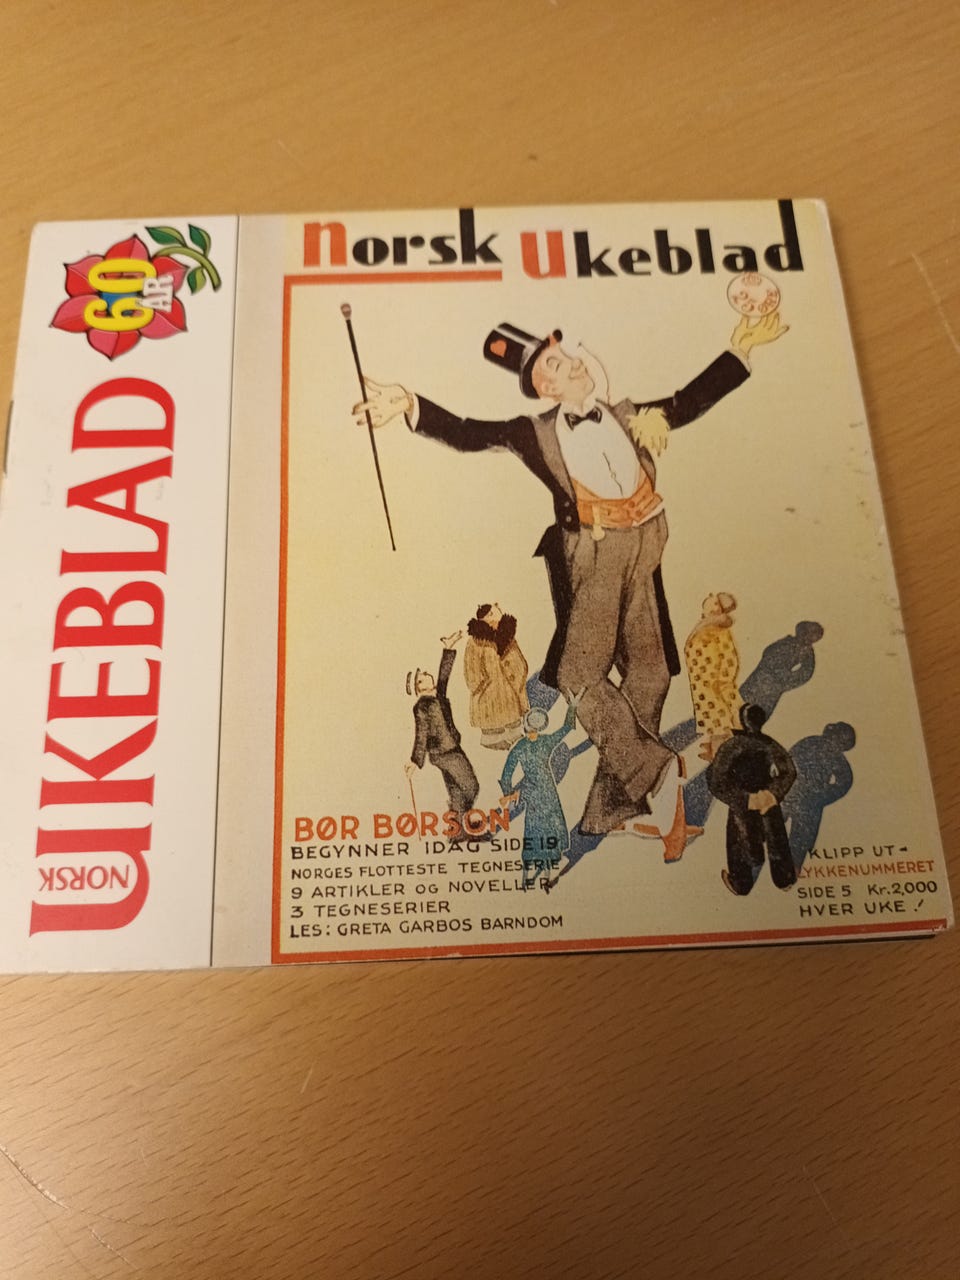 60
ÅR
NORSK
UKEBLAD
norsk Ukeblad
25
ØRE
BØR BØRSON
BEGYNNER IDAG SIDE 19
NORGES FLOTTESTE TEGNESERIE
9 ARTIKLER OG NOVELLER
3 TEGNESERIER
LES: GRETA GARBOS BARNDOM
KLIPP UT-
LYKKENUMMERET
SIDE 5 Kr.2,000
HVER UKE!